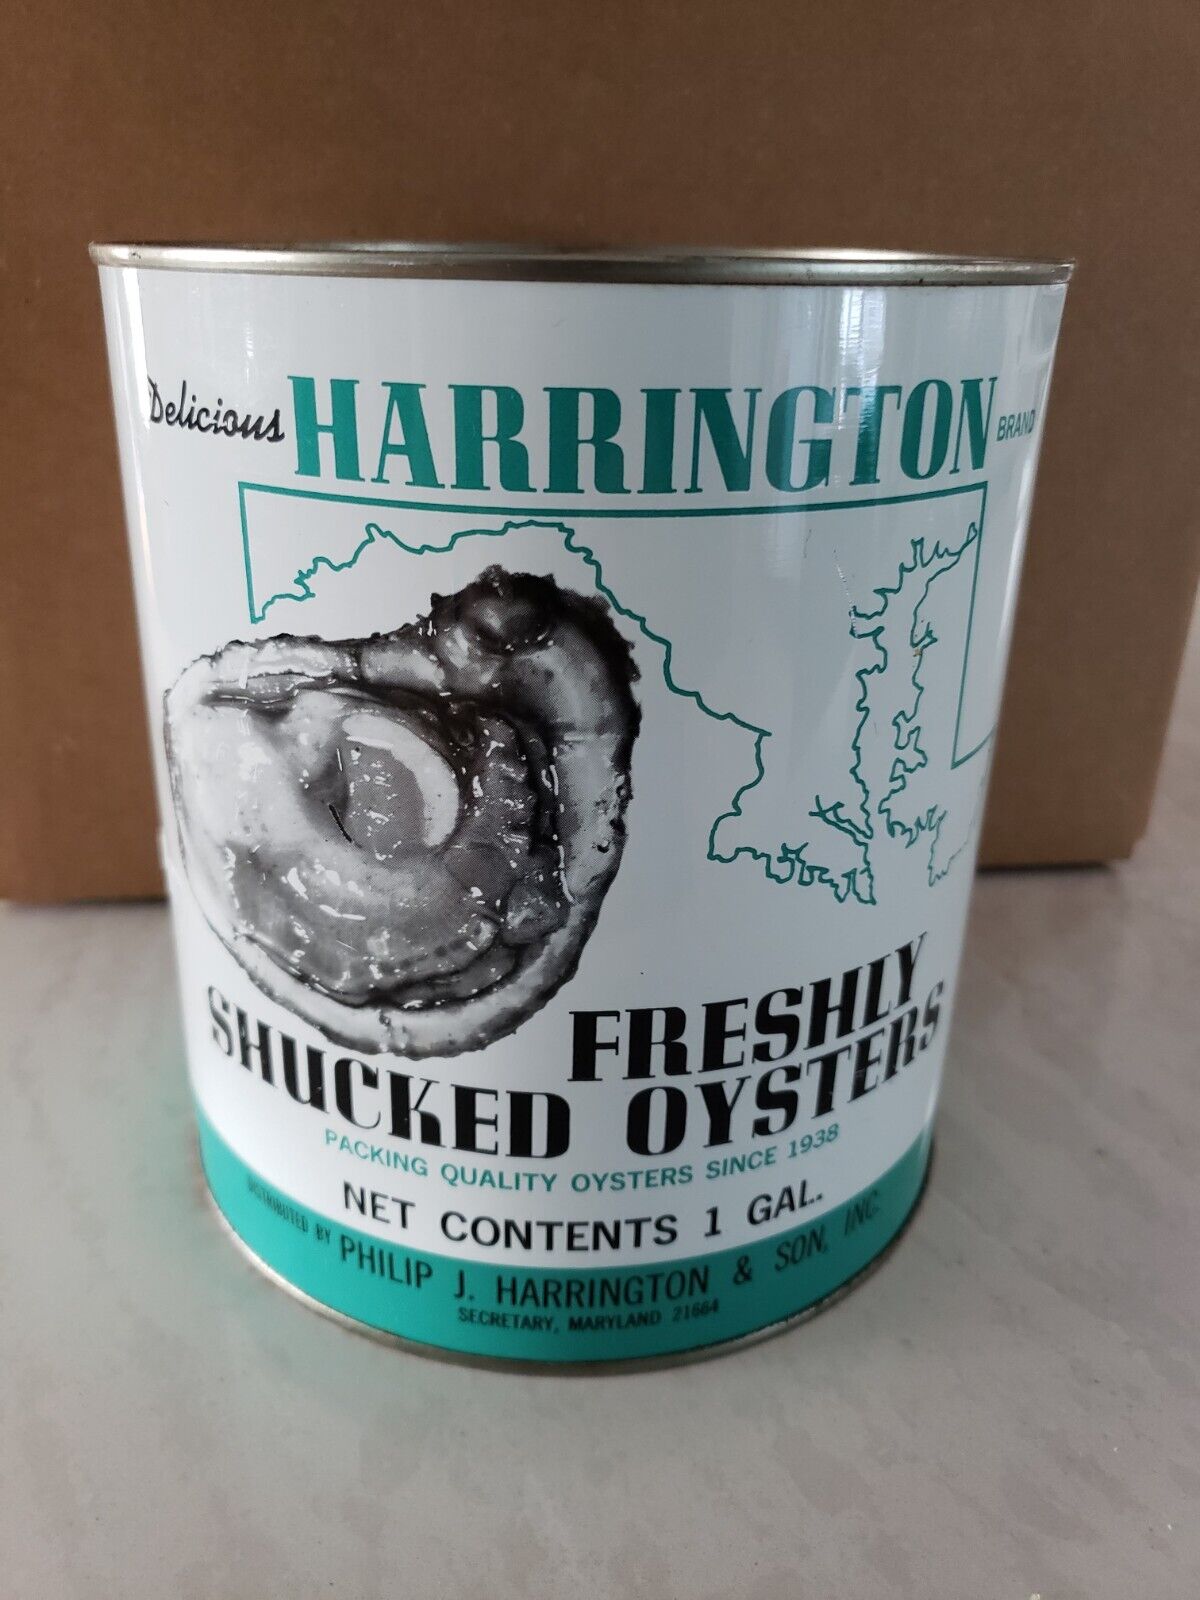 Delicious HARRINGTON BRAND
FRESHLY
SHUCKED OYSTERS
PACKING QUALITY OYSTERS SINCE 1938
NET CONTENTS 1 GAL..
DISTRIBUTED BY PHILIP J. HARRINGTON & SON, INC.
SECRETARY, MARYLAND 21664